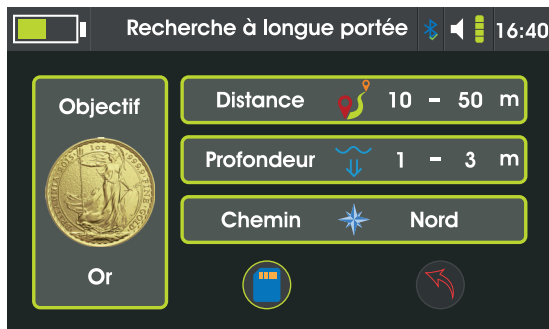 Recherche à longue portée
16:40
Objectif
Or
Distance 10 - 50 m
Profondeur 1 - 3 m
Chemin Nord